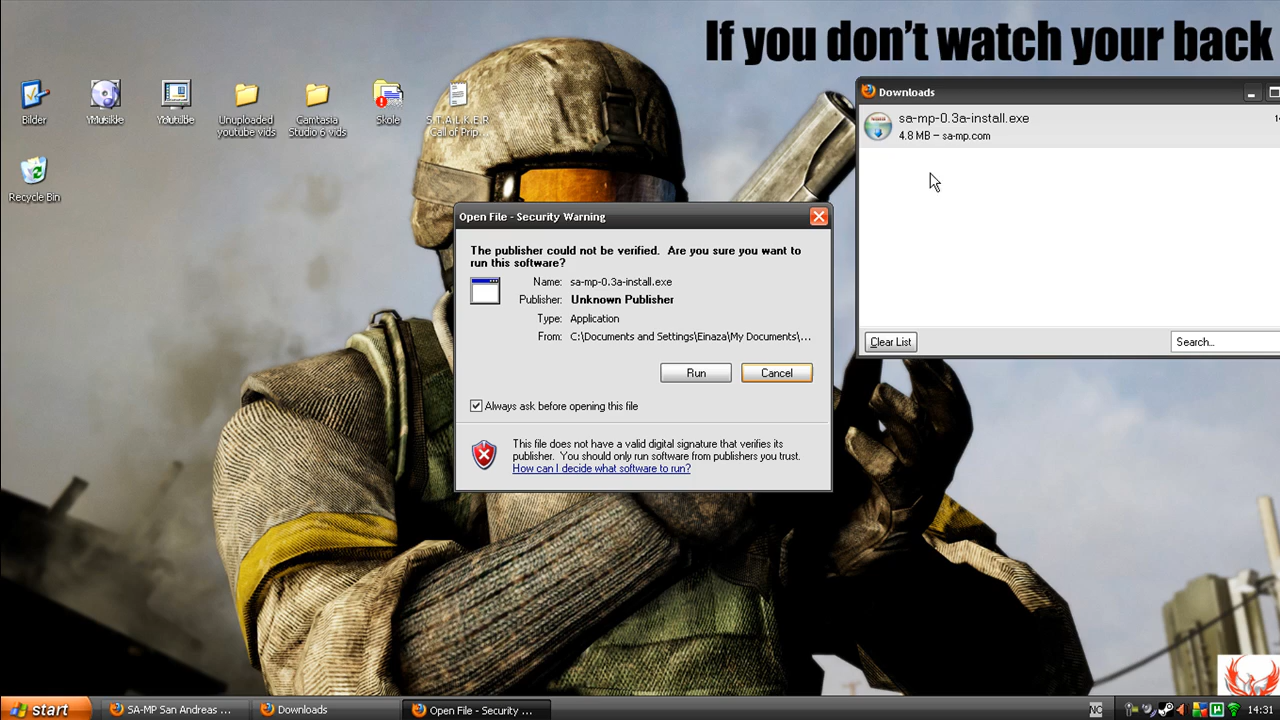 If you don't watch your back
Bilder
YMusikk
Youtube
Unuploaded
youtube vids
Camtasia
Studio 6 vids
Skole
S.T.A.L.K.E.R
Call of Prip...
Recycle Bin
Downloads
sa-mp-0.3a-install.exe
4.8 MB — sa-mp.com
Clear List
Search...
Open File - Security Warning
The publisher could not be verified. Are you sure you want to
run this software?
Name: sa-mp-0.3a-install.exe
Publisher: Unknown Publisher
Type: Application
From: C:\Documents and Settings\Einaza\My Documents\...
Run
Cancel
Always ask before opening this file
This file does not have a valid digital signature that verifies its
publisher. You should only run software from publishers you trust.
How can I decide what software to run?
start
SA-MP San Andreas ...
Downloads
Open File - Security ...
14:31